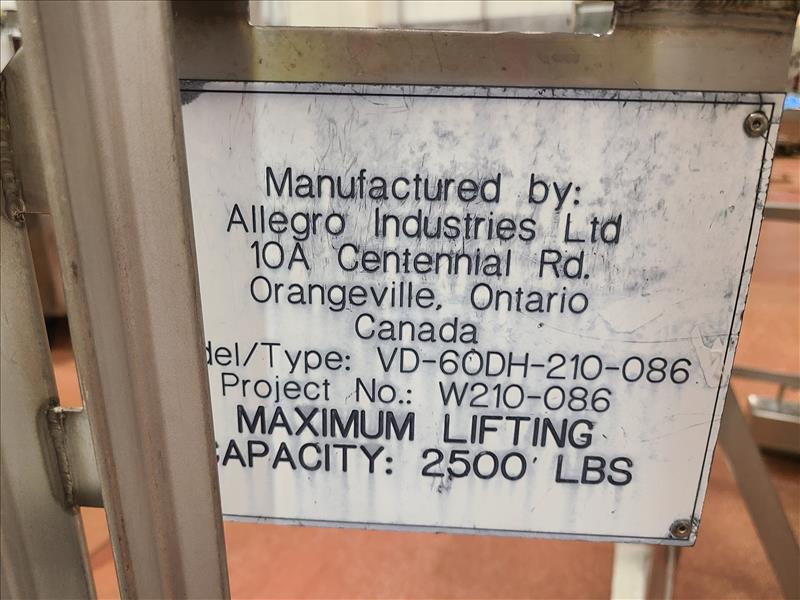 Manufactured by:
Allegro Industries Ltd
10A Centennial Rd.
Orangeville, Ontario
Canada
del/Type: VD-60DH-210-086
Project No.: W210-086
MAXIMUM LIFTING
CAPACITY: 2500 LBS